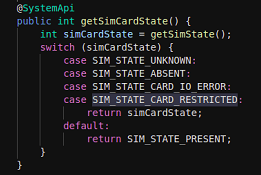 @SystemApi
public int getSimCardState() {
    int simCardState = getSimState();
    switch (simCardState) {
        case SIM_STATE_UNKNOWN:
        case SIM_STATE_ABSENT:
        case SIM_STATE_CARD_IO_ERROR:
        case SIM_STATE_CARD_RESTRICTED:
            return simCardState;
        default:
            return SIM_STATE_PRESENT;
    }
}